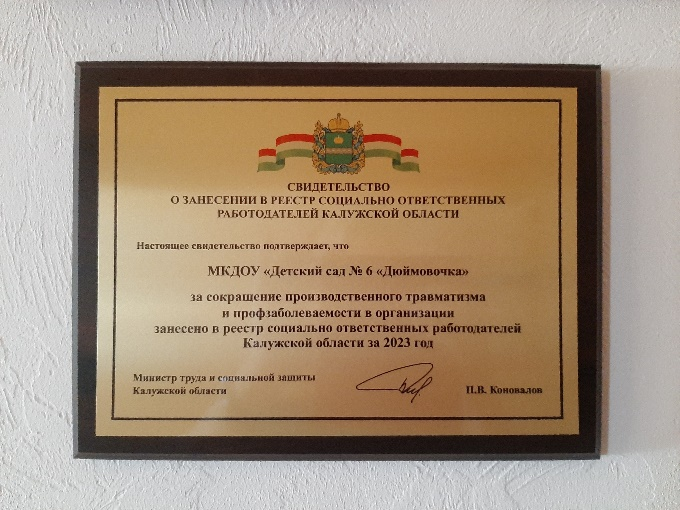 СВИДЕТЕЛЬСТВО
О ЗАНЕСЕНИИ В РЕЕСТР СОЦИАЛЬНО ОТВЕТСТВЕННЫХ
РАБОТОДАТЕЛЕЙ КАЛУЖСКОЙ ОБЛАСТИ
Настоящее свидетельство подтверждает, что
МКДОУ «Детский сад № 6 «Дюймовочка»
за сокращение производственного травматизма
и профзаболеваемости в организации
занесено в реестр социально ответственных работодателей
Калужской области за 2023 год
Министр труда и социальной защиты
Калужской области
П.В. Коновалов